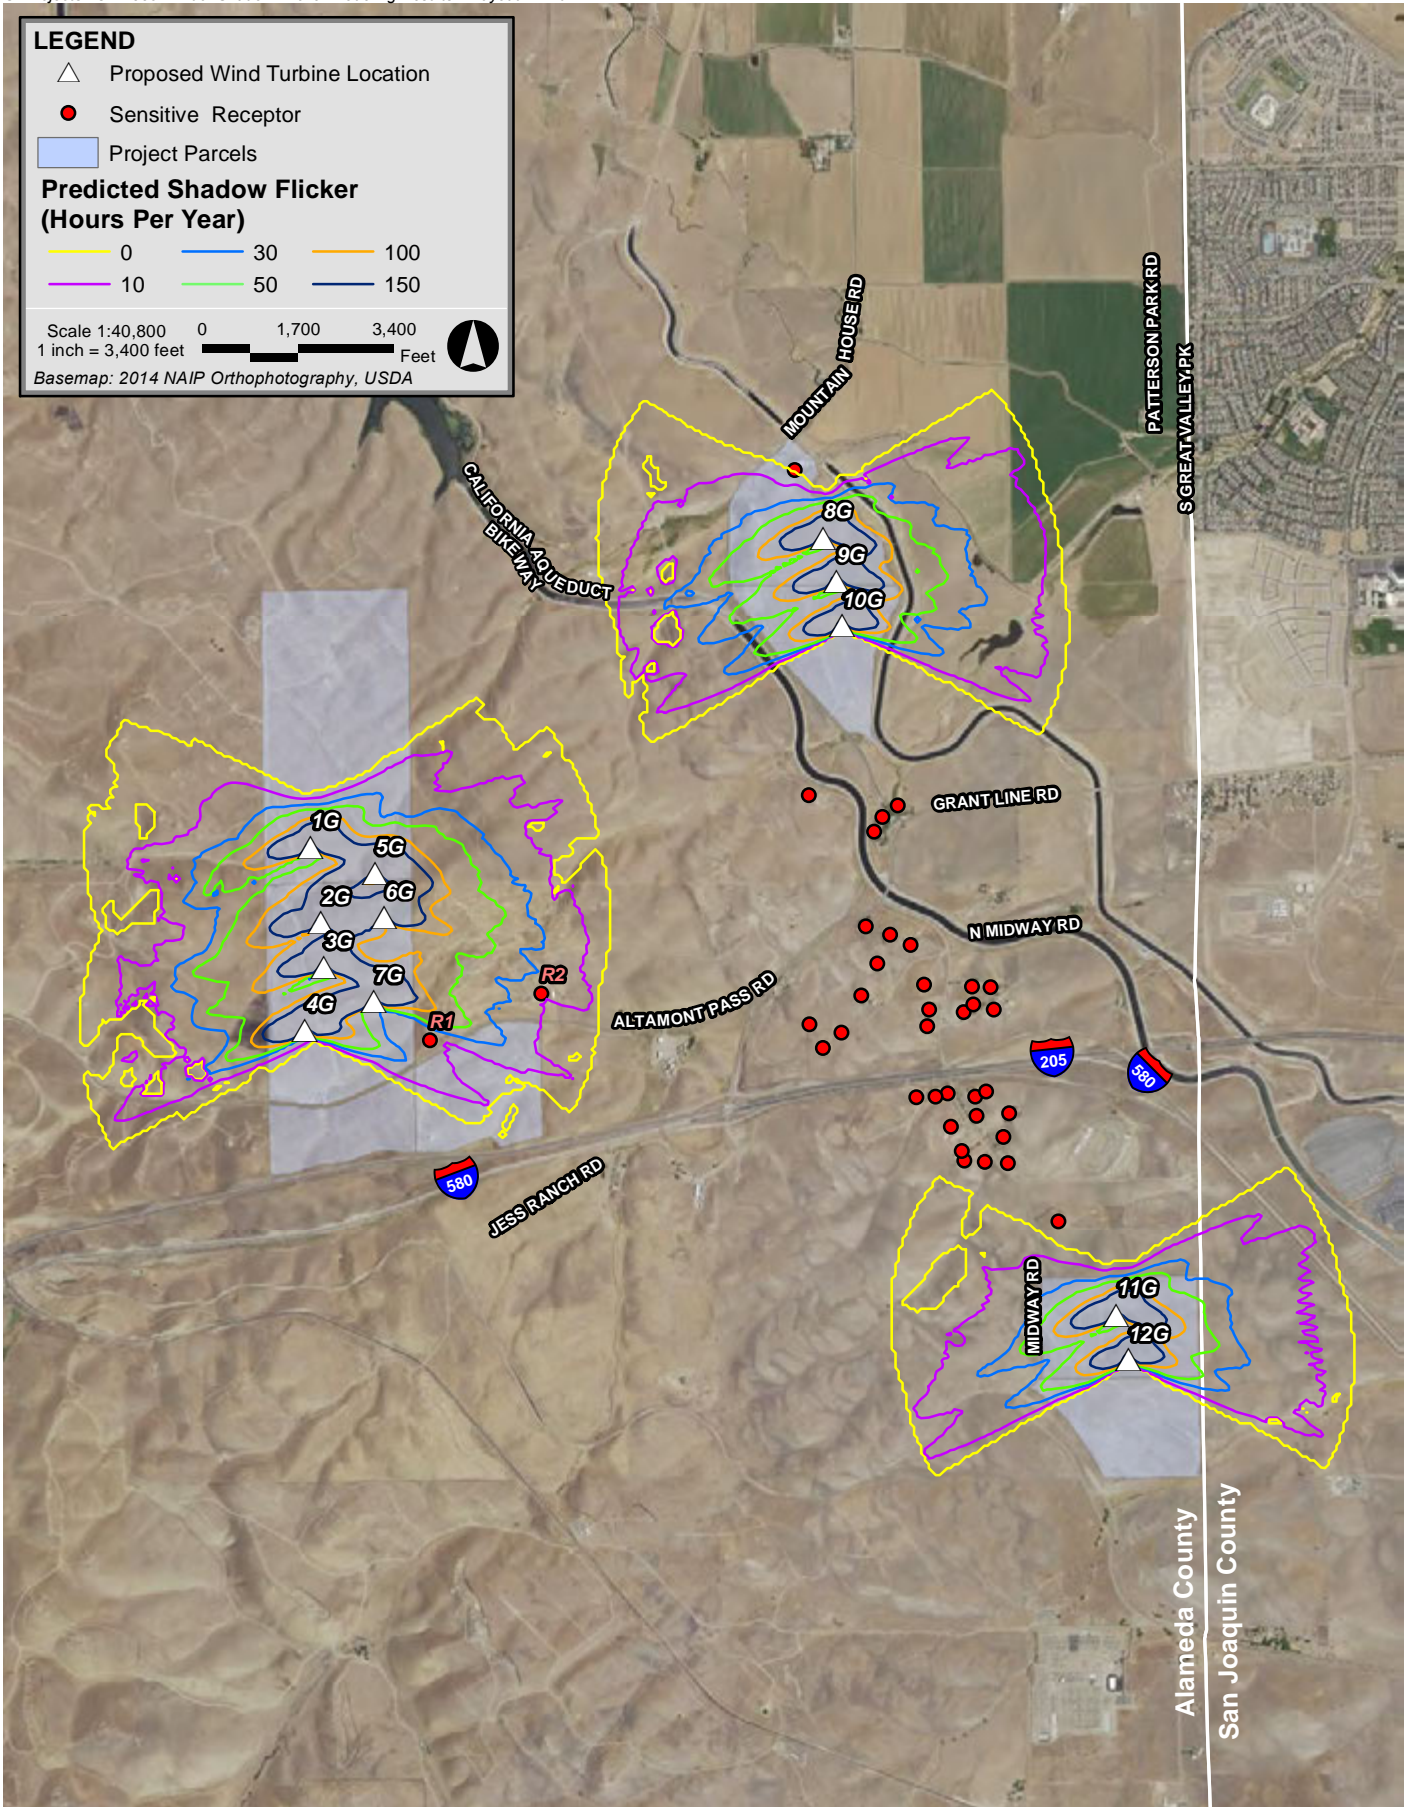 LEGEND
Proposed Wind Turbine Location
Sensitive Receptor
Project Parcels
Predicted Shadow Flicker
(Hours Per Year)
0 30 100
10 50 150
Scale 1:40,800 0 1,700 3,400
1 inch = 3,400 feet Feet
Basemap: 2014 NAIP Orthophotography, USDA
MOUNTAIN HOUSE RD
PATTERSON PARK RD
S GREAT VALLEY PK
CALIFORNIA AQUEDUCT
BIKEWAY
8G
9G
10G
GRANT LINE RD
1G
5G
2G
6G
3G
7G
4G
R1
R2
N MIDWAY RD
ALTAMONT PASS RD
205
580
580
JESS RANCH RD
MIDWAY RD
11G
12G
Alameda County
San Joaquin County